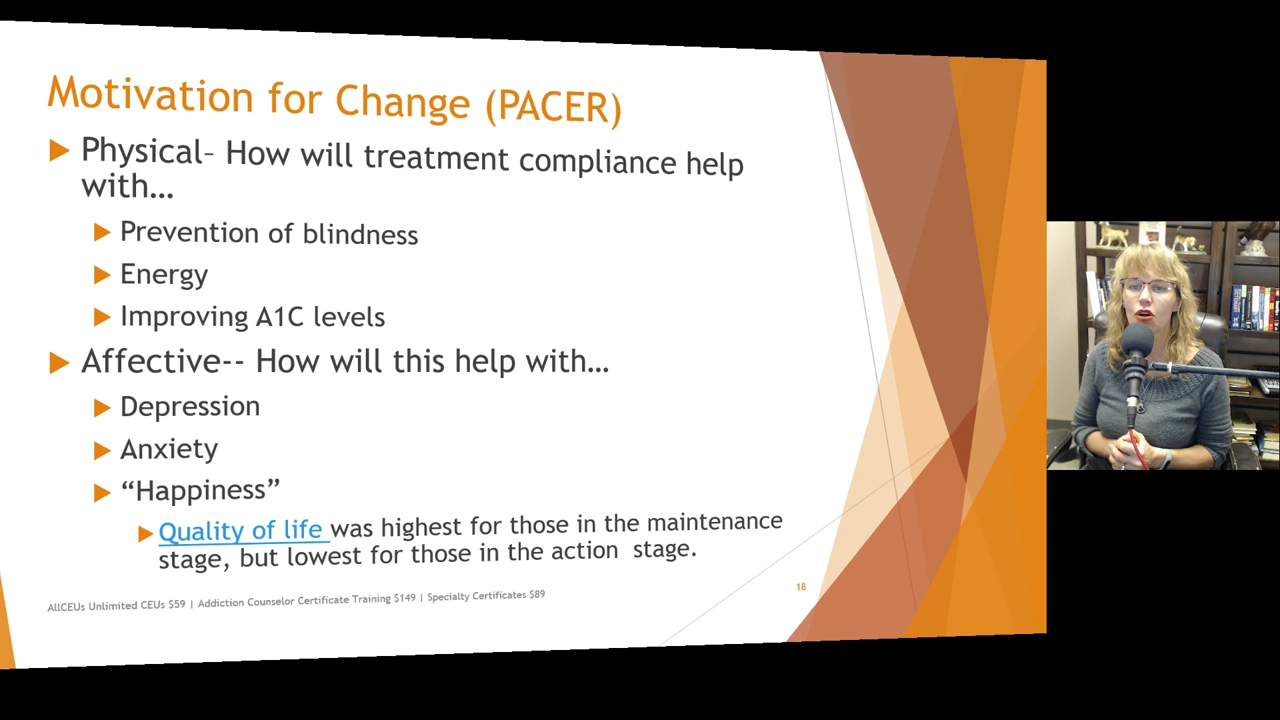 Motivation for Change (PACER)
Physical– How will treatment compliance help
with…
Prevention of blindness
Energy
Improving A1C levels
Affective-- How will this help with…
Depression
Anxiety
“Happiness”
Quality of life was highest for those in the maintenance
stage, but lowest for those in the action stage.
AllCEUs Unlimited CEUs $59 | Addiction Counselor Certificate Training $149 | Specialty Certificates $89
18